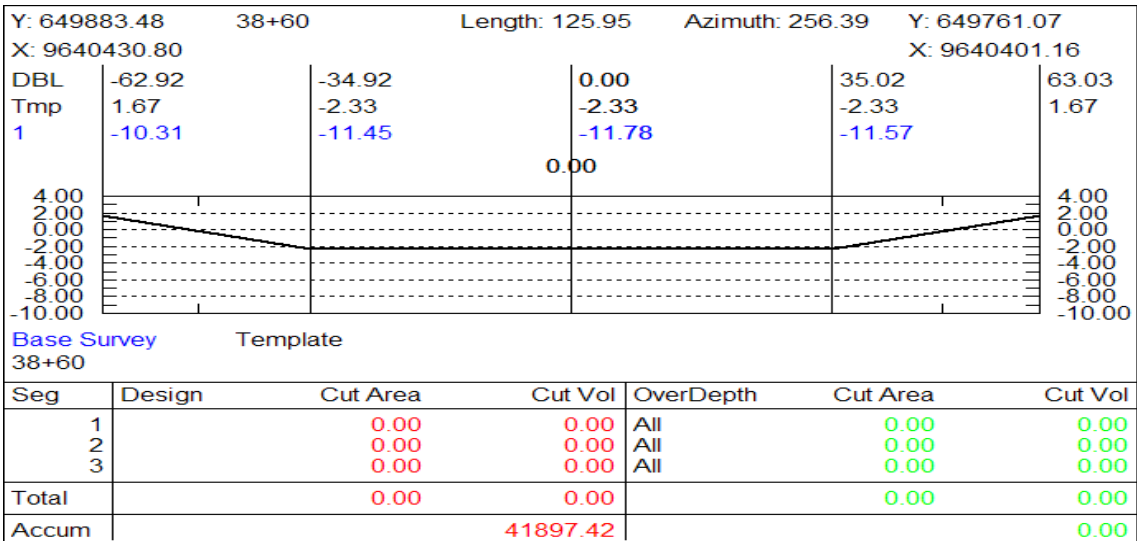 Y: 649883.48 38+60 Length: 125.95 Azimuth: 256.39 Y: 649761.07
X: 9640430.80 X: 9640401.16
DBL -62.92 -34.92 0.00 35.02 63.03
Tmp 1.67 -2.33 -2.33 -2.33 1.67
1 -10.31 -11.45 -11.78 -11.57
0.00
4.00 4.00
2.00 2.00
0.00 0.00
-2.00 -2.00
-4.00 -4.00
-6.00 -6.00
-8.00 -8.00
-10.00 -10.00
Base Survey Template
38+60
Seg Design Cut Area Cut Vol OverDepth Cut Area Cut Vol
1 0.00 0.00 All 0.00 0.00
2 0.00 0.00 All 0.00 0.00
3 0.00 0.00 All 0.00 0.00
Total 0.00 0.00 0.00 0.00
Accum 41897.42 0.00